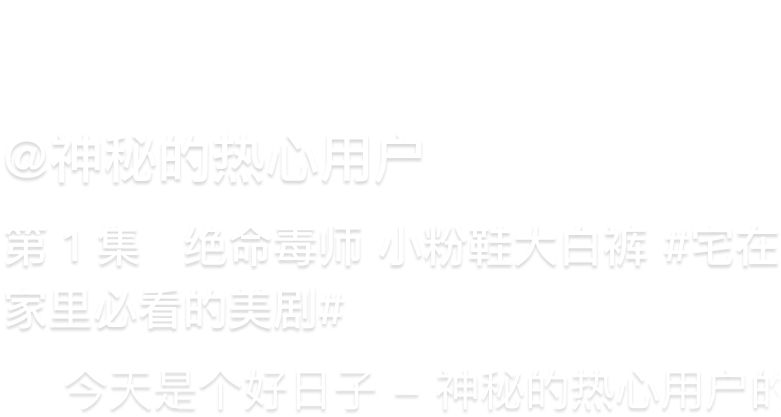 @神秘的热心用户
第 1 集　绝命毒师 小粉鞋大白裤 #宅在
家里必看的美剧#
今天是个好日子 – 神秘的热心用户的